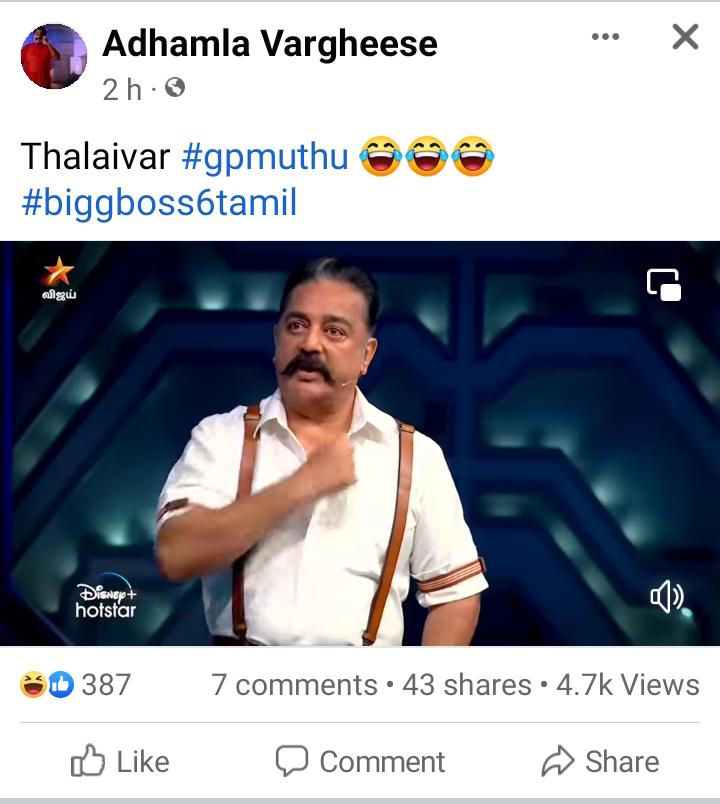 Adhamla Vargheese
2 h ·
Thalaivar #gpmuthu 😂😂😂
#biggboss6tamil
விஜய்
Disney+
hotstar
387
7 comments • 43 shares • 4.7k Views
Like
Comment
Share